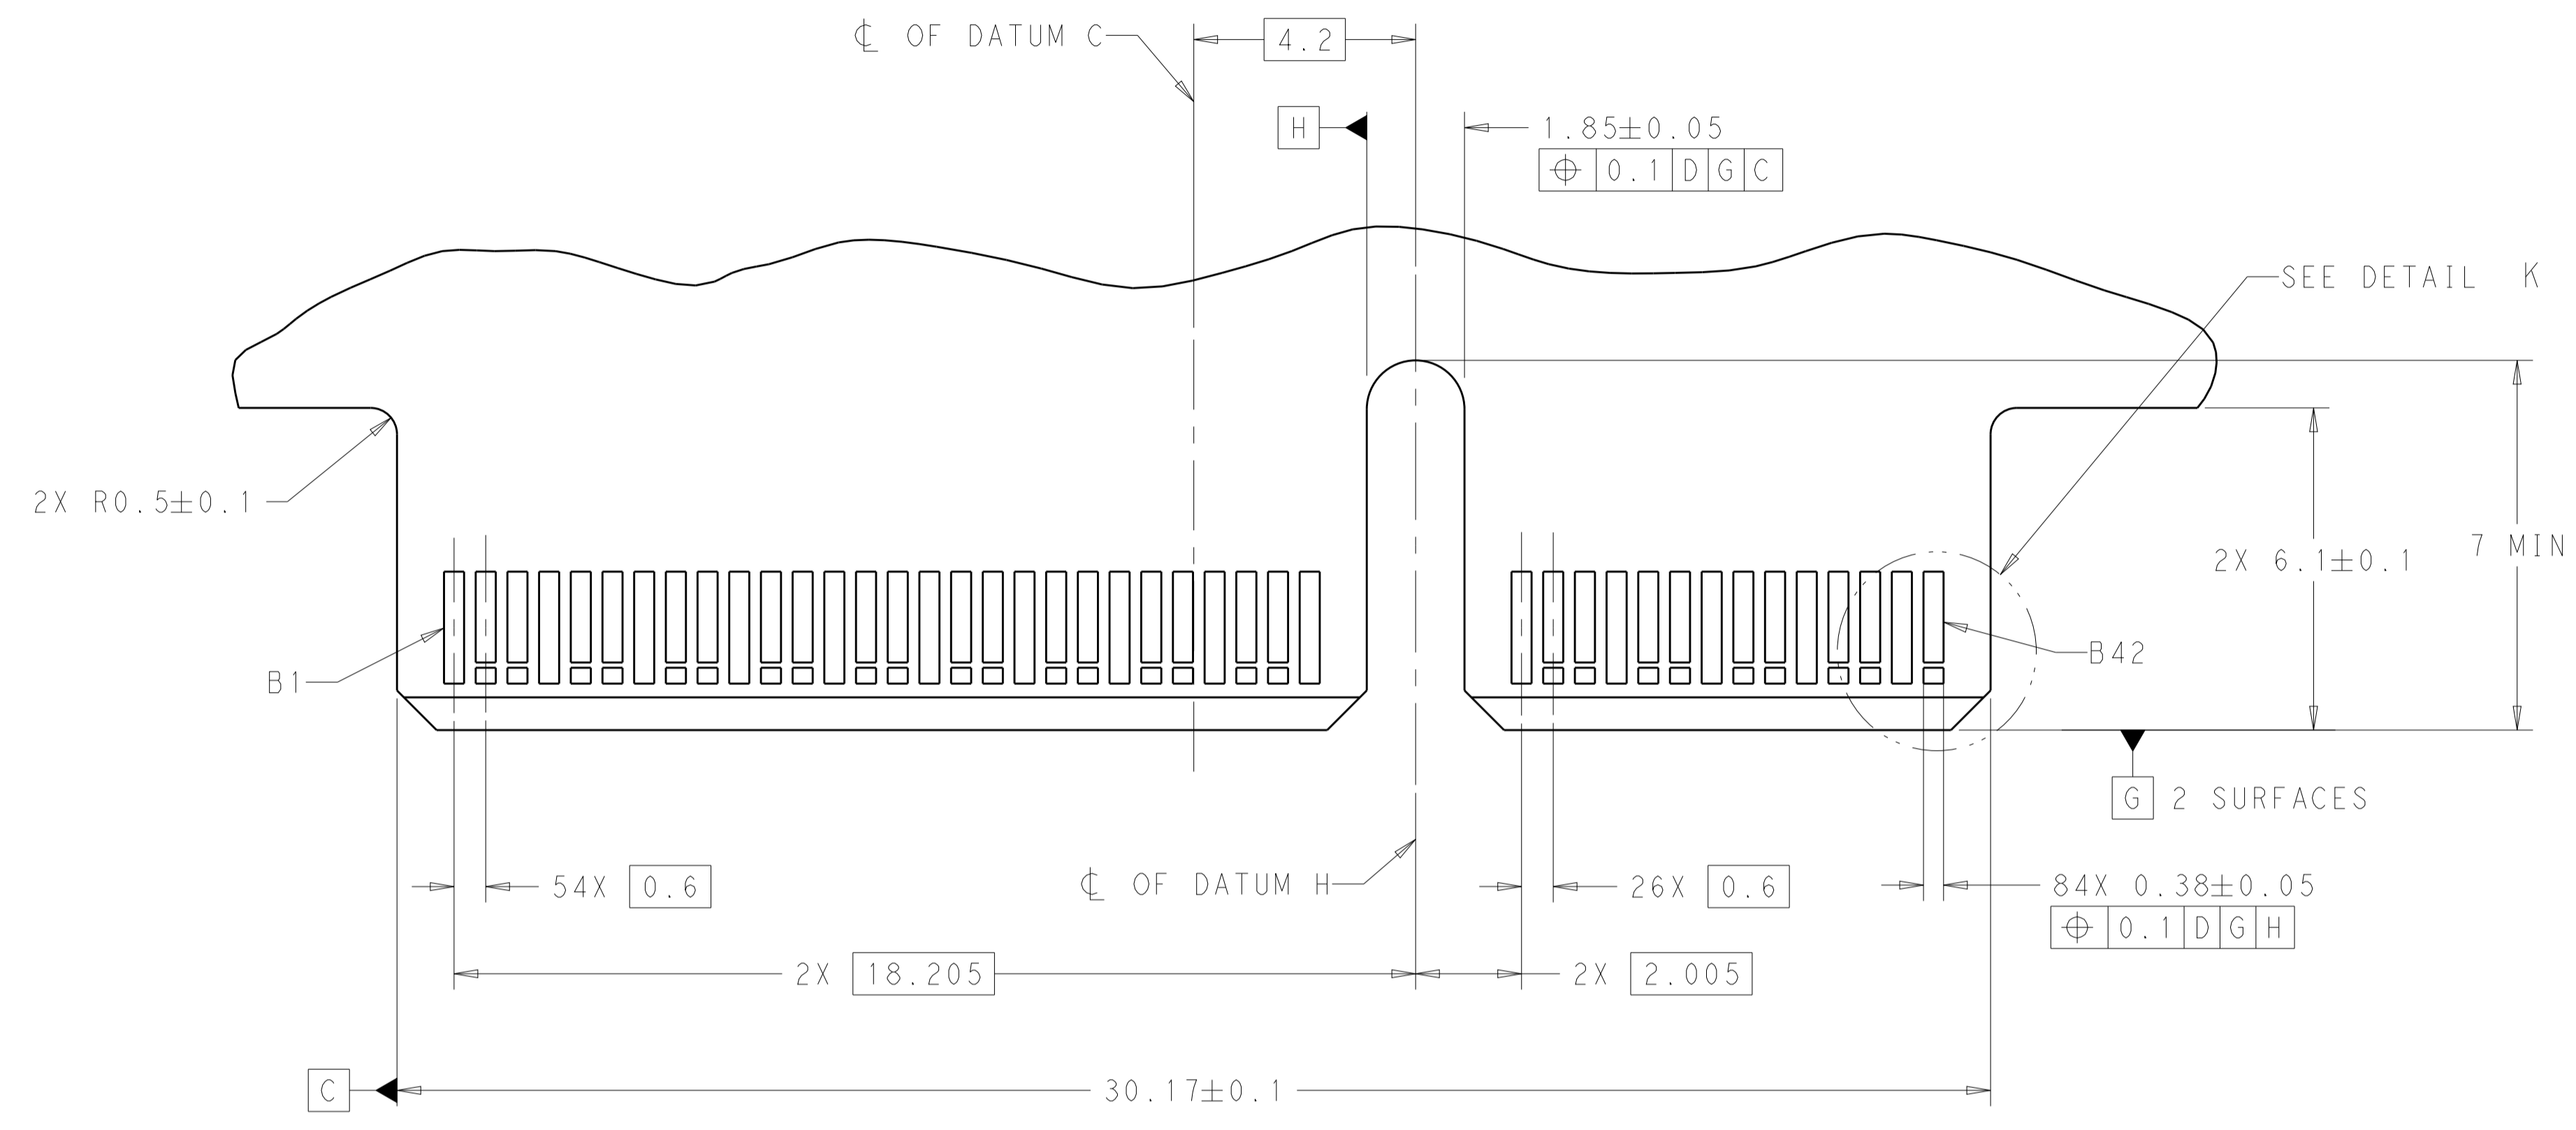 ℄ OF DATUM C
4.2
H
1.85±0.05
⌖ 0.1 D G C
SEE DETAIL K
2X R0.5±0.1
7 MIN
2X 6.1±0.1
B1
B42
G 2 SURFACES
54X 0.6
℄ OF DATUM H
26X 0.6
84X 0.38±0.05
⌖ 0.1 D G H
2X 18.205
2X 2.005
C
30.17±0.1